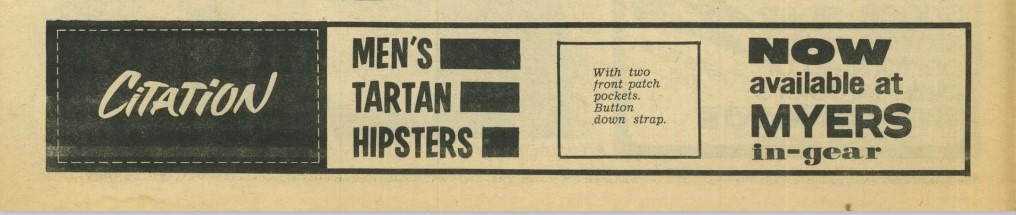 CiTATiON
MEN'S
TARTAN
HIPSTERS
With two
front patch
pockets.
Button
down strap.
NOW
available at
MYERS
in-gear